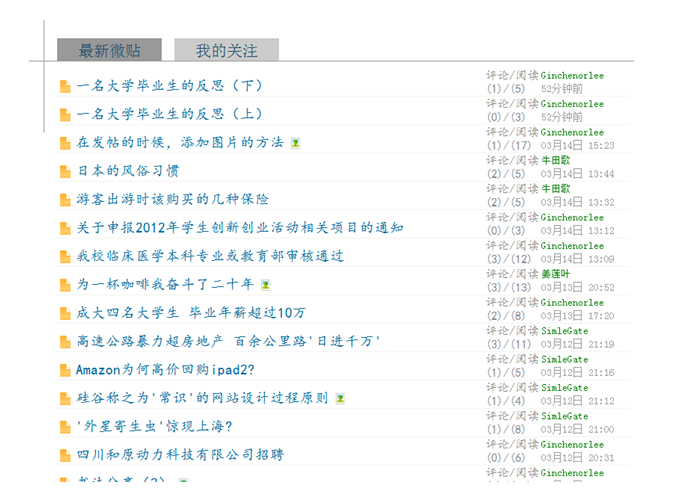 最新微贴 我的关注
一名大学毕业生的反思（下） 评论/阅读 Ginchenorlee
(1)/(5) 52分钟前
一名大学毕业生的反思（上） 评论/阅读 Ginchenorlee
(0)/(3) 52分钟前
在发帖的时候，添加图片的方法 评论/阅读 Ginchenorlee
(1)/(17) 03月14日 15:23
日本的风俗习惯 评论/阅读 牛田歌
(2)/(5) 03月14日 13:44
游客出游时该购买的几种保险 评论/阅读 牛田歌
(2)/(5) 03月14日 13:32
关于申报2012年学生创新创业活动相关项目的通知 评论/阅读 Ginchenorlee
(0)/(3) 03月14日 13:12
我校临床医学本科专业或教育部审核通过 评论/阅读 Ginchenorlee
(3)/(12) 03月14日 13:09
为一杯咖啡我奋斗了二十年 评论/阅读 姜莲叶
(3)/(13) 03月13日 20:52
成大四名大学生 毕业年薪超过10万 评论/阅读 Ginchenorlee
(2)/(8) 03月13日 17:20
高速公路暴力超房地产 百余公里路'日进千万' 评论/阅读 SimleGate
(3)/(11) 03月12日 21:19
Amazon为何高价回购ipad2? 评论/阅读 SimleGate
(1)/(5) 03月12日 21:16
硅谷称之为'常识'的网站设计过程原则 评论/阅读 SimleGate
(1)/(4) 03月12日 21:12
'外星寄生虫'惊现上海? 评论/阅读 SimleGate
(1)/(8) 03月12日 21:00
四川和原动力科技有限公司招聘 评论/阅读 Ginchenorlee
(0)/(6) 03月12日 20:31
评论/阅读 Ginchenorlee